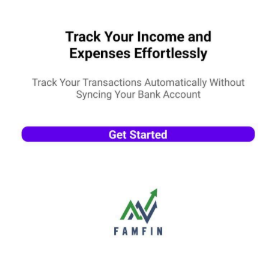 Track Your Income and
Expenses Effortlessly
Track Your Transactions Automatically Without
Syncing Your Bank Account
Get Started
FAMFIN